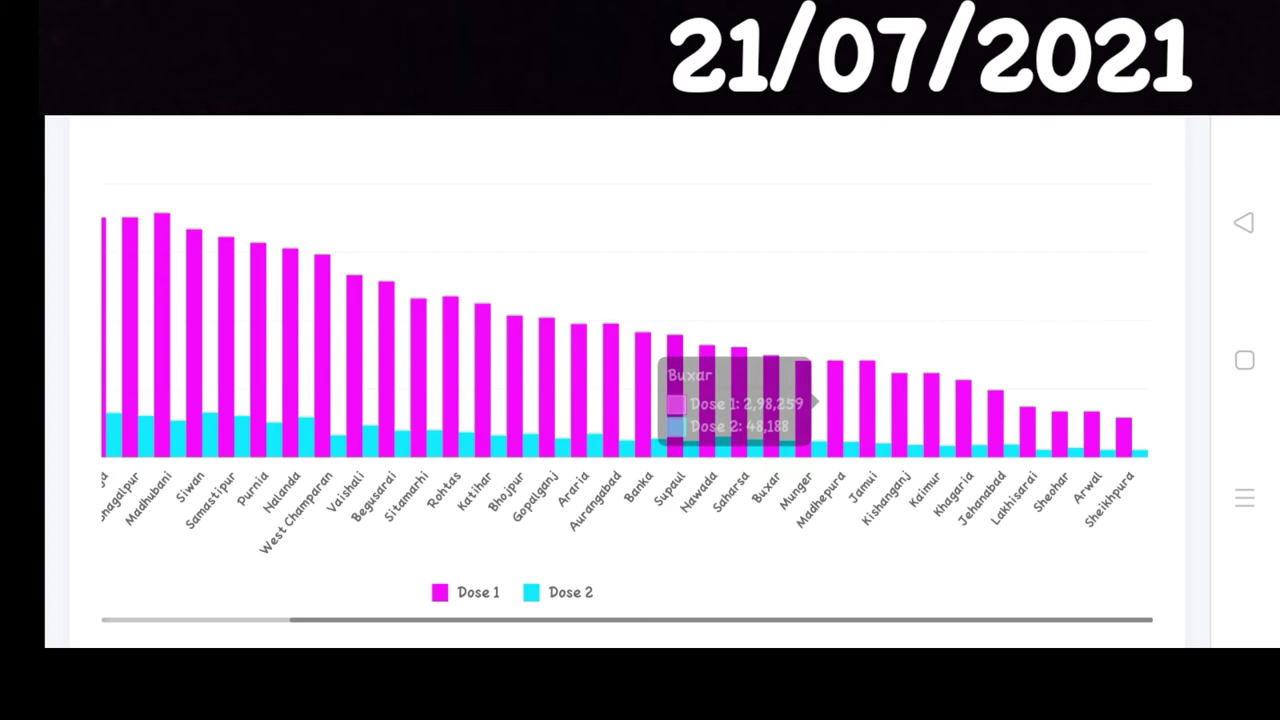 21/07/2021
Buxar
Dose 1: 2,98,259
Dose 2: 48,188
Madhubani
Siwan
Samastipur
Purnia
Nalanda
West Champaran
Vaishali
Begusarai
Sitamarhi
Rohtas
Katihar
Bhojpur
Gopalganj
Araria
Aurangabad
Banka
Supaul
Nawada
Saharsa
Buxar
Munger
Madhepura
Jamui
Kishanganj
Kaimur
Khagaria
Jehanabad
Lakhisarai
Sheohar
Arwal
Sheikhpura
Dose 1 Dose 2